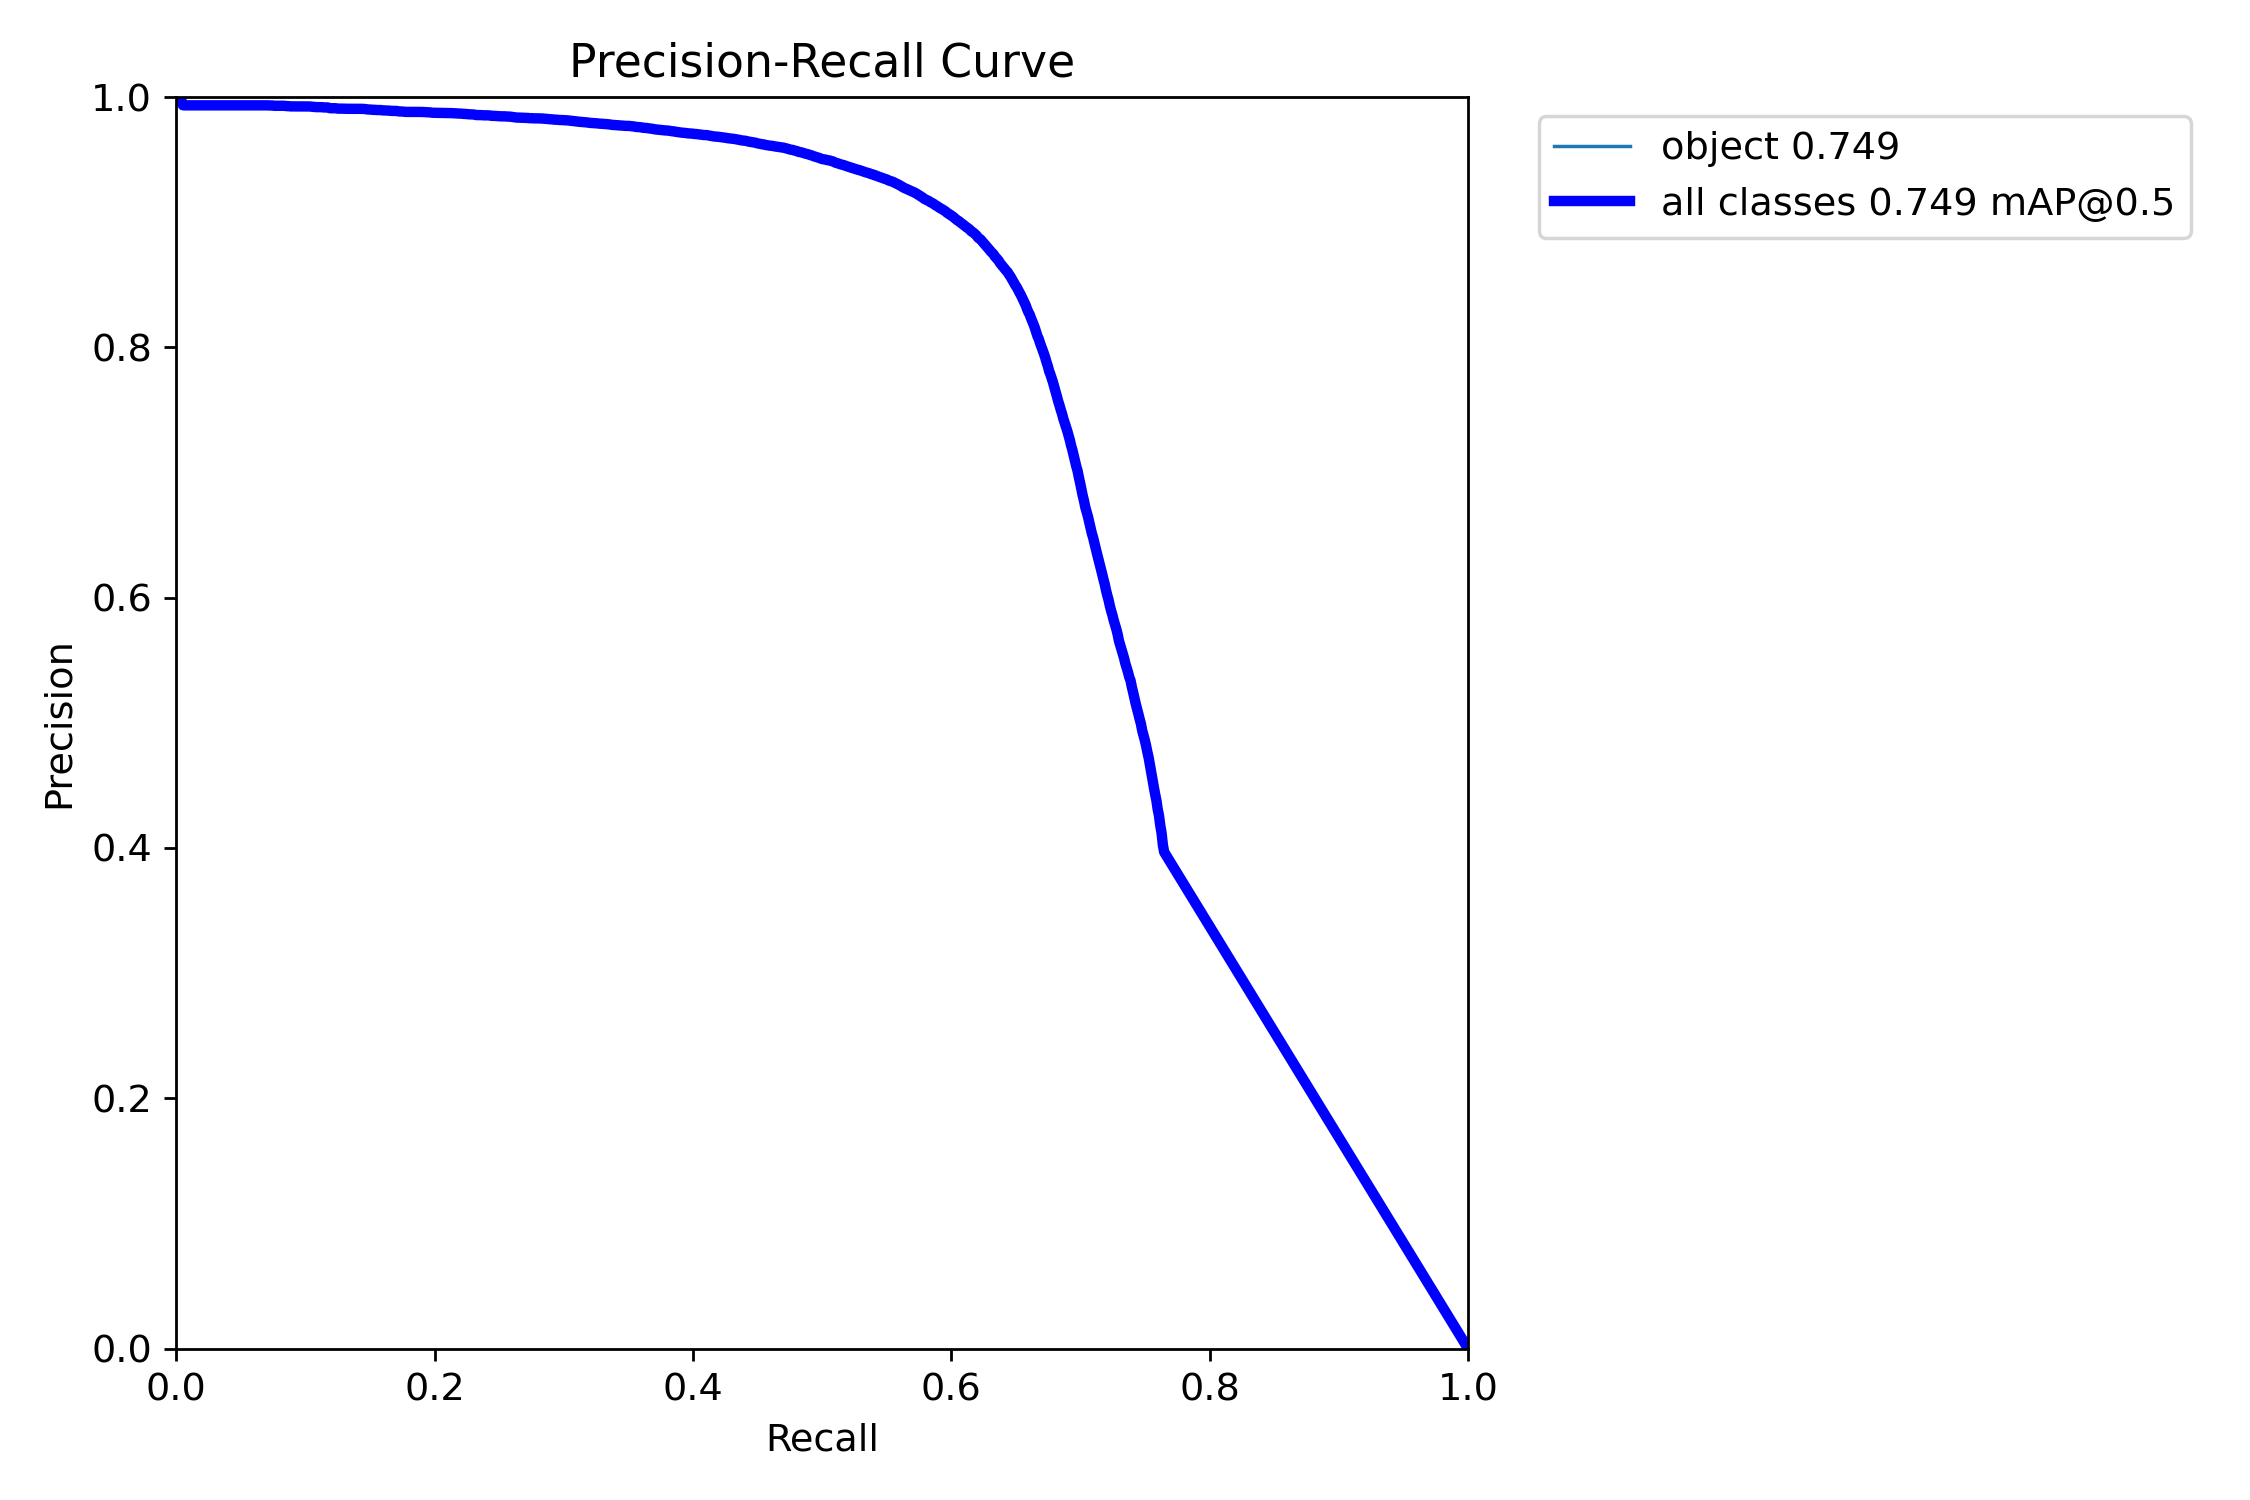 Precision-Recall Curve
object 0.749
all classes 0.749 mAP@0.5
1.0
0.8
0.6
0.4
0.2
0.0
Precision
0.0 0.2 0.4 0.6 0.8 1.0
Recall